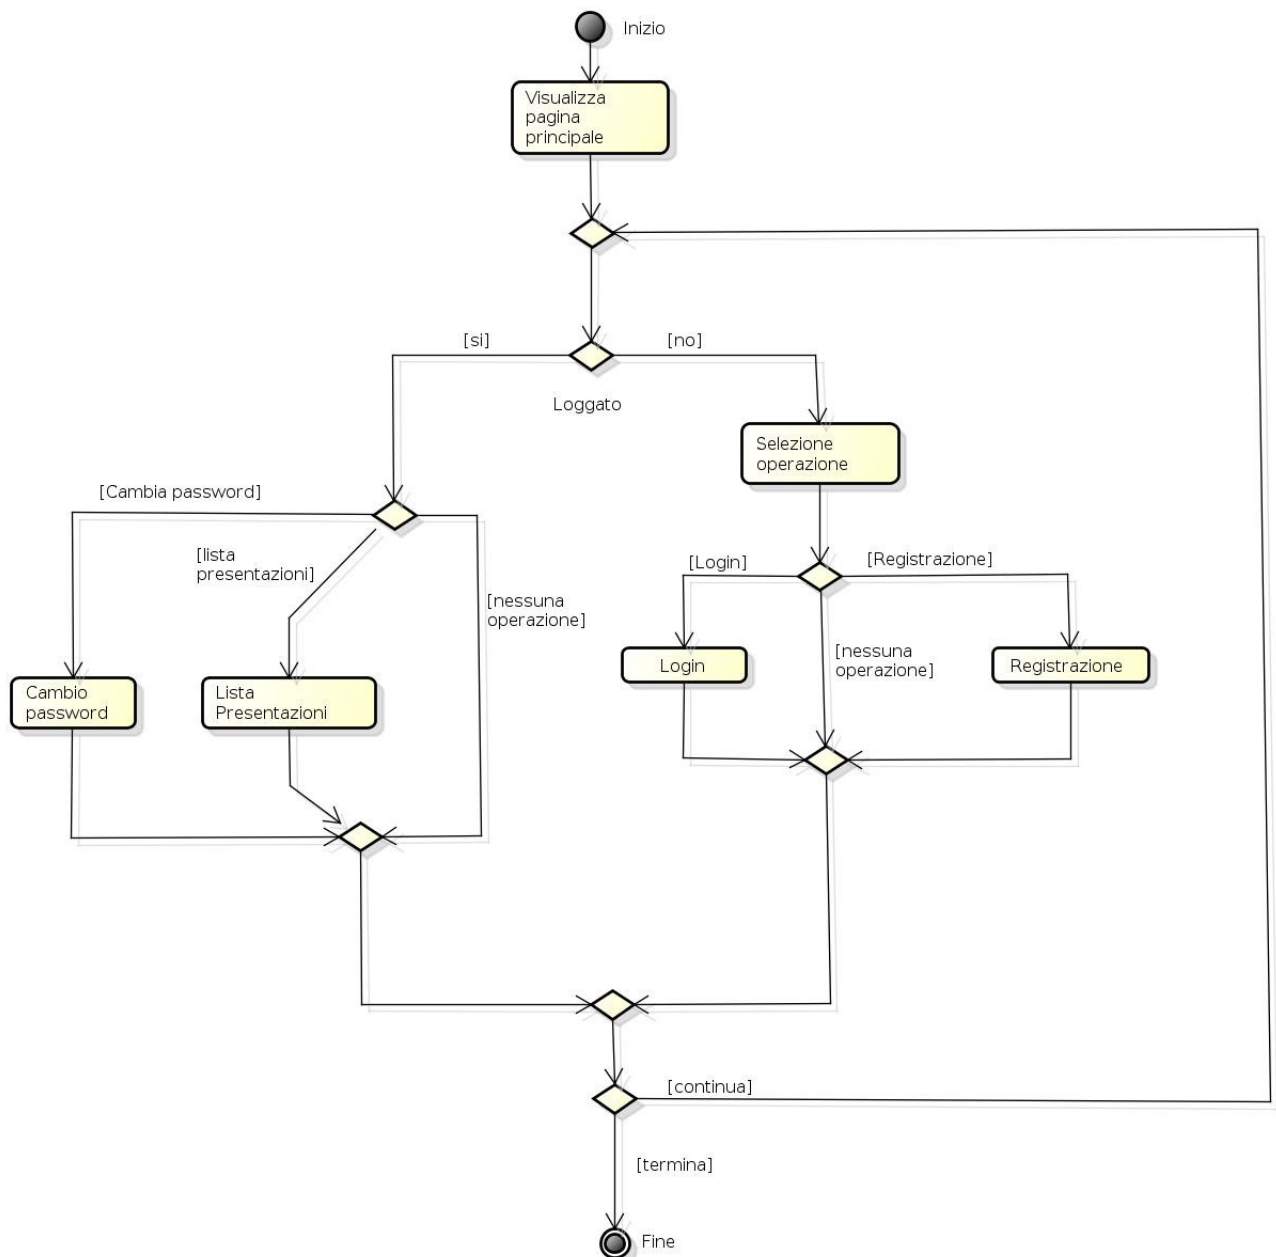 Inizio
Visualizza
pagina
principale
[si]
[no]
Loggato
Selezione
operazione
[Cambia password]
[lista
presentazioni]
[nessuna
operazione]
[Login]
[Registrazione]
[nessuna
operazione]
Login
Registrazione
Cambio
password
Lista
Presentazioni
[continua]
[termina]
Fine